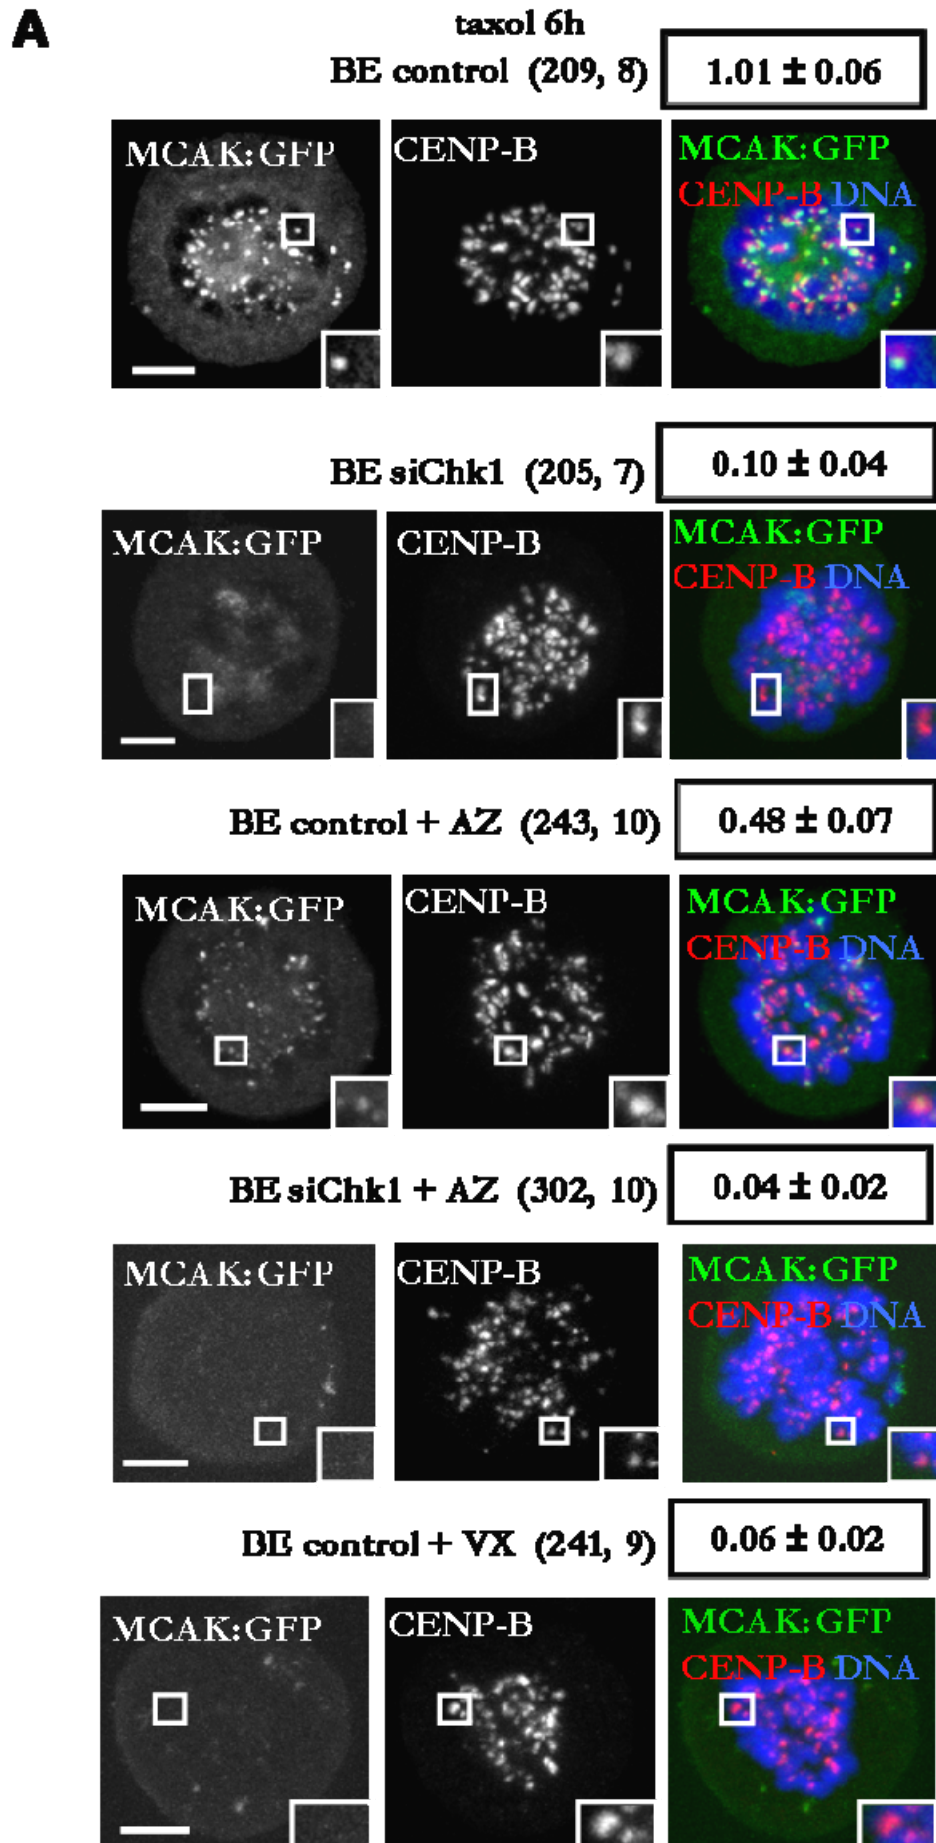 A
taxol 6h
BE control (209, 8) 1.01 ± 0.06
MCAK:GFP CENP-B MCAK:GFP
CENP-B DNA
BE siChk1 (205, 7) 0.10 ± 0.04
MCAK:GFP CENP-B MCAK:GFP
CENP-B DNA
BE control + AZ (243, 10) 0.48 ± 0.07
MCAK:GFP CENP-B MCAK:GFP
CENP-B DNA
BE siChk1 + AZ (302, 10) 0.04 ± 0.02
MCAK:GFP CENP-B MCAK:GFP
CENP-B DNA
BE control + VX (241, 9) 0.06 ± 0.02
MCAK:GFP CENP-B MCAK:GFP
CENP-B DNA